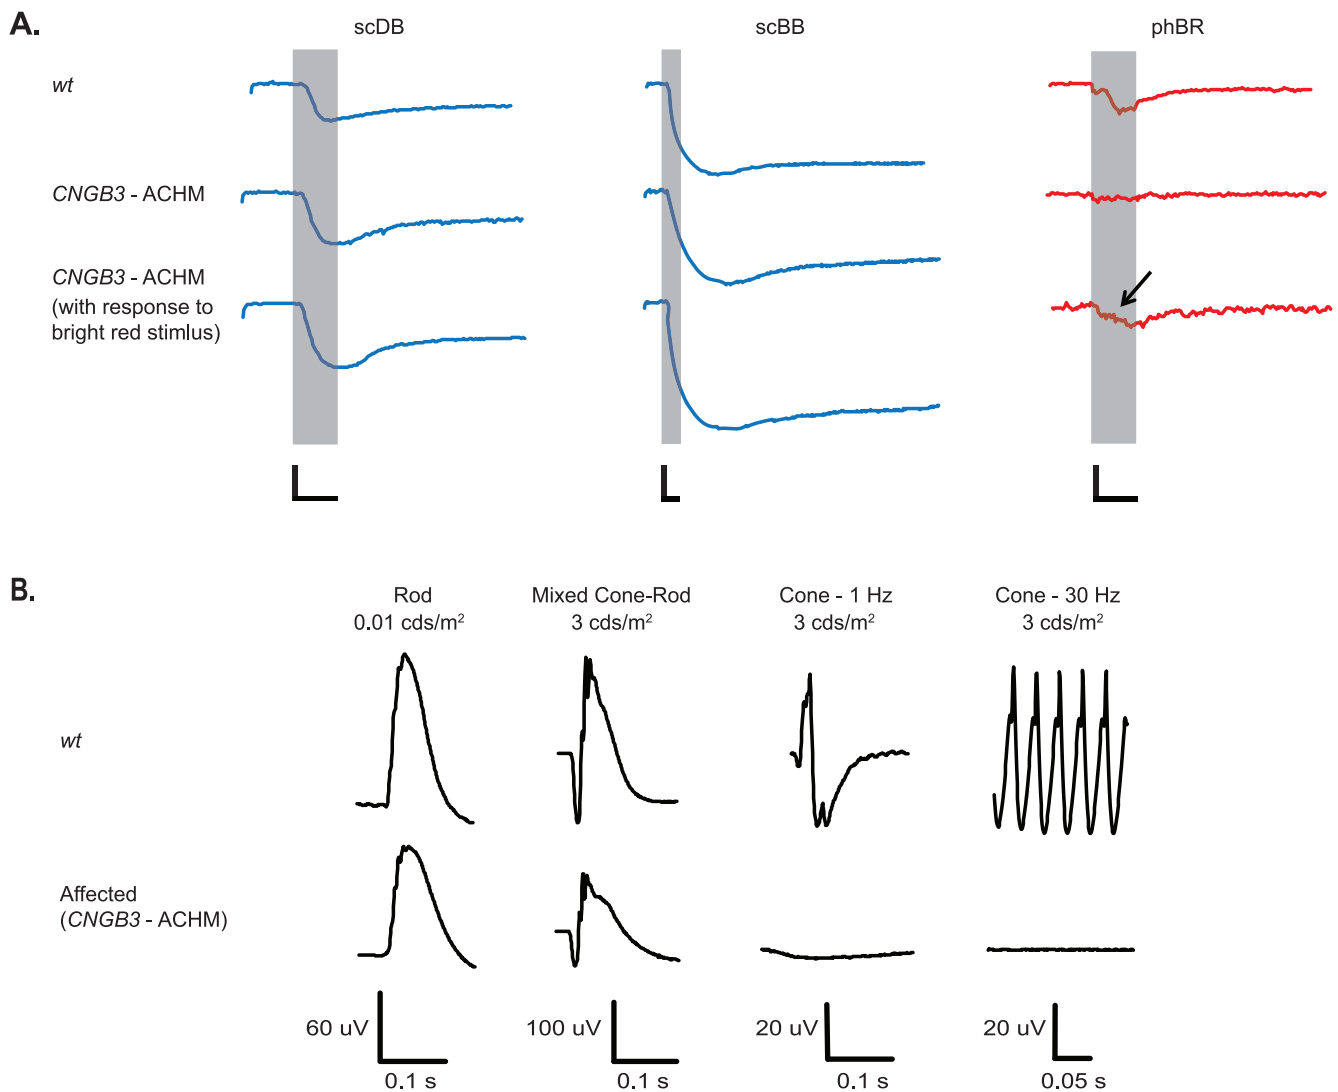 A.
scDB
scBB
phBR
wt
CNGB3 - ACHM
CNGB3 - ACHM
(with response to
bright red stimlus)
B.
Rod
0.01 cds/m²
Mixed Cone-Rod
3 cds/m²
Cone - 1 Hz
3 cds/m²
Cone - 30 Hz
3 cds/m²
wt
Affected
(CNGB3 - ACHM)
60 uV
0.1 s
100 uV
0.1 s
20 uV
0.1 s
20 uV
0.05 s